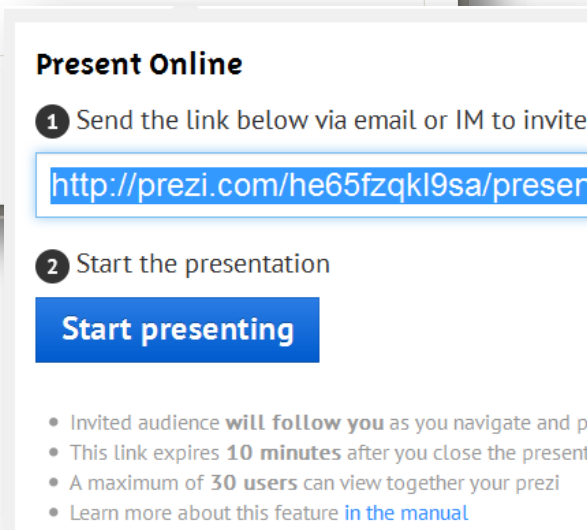 Present Online
1 Send the link below via email or IM to invite
http://prezi.com/he65fzqkl9sa/presen
2 Start the presentation
Start presenting
Invited audience will follow you as you navigate and p
This link expires 10 minutes after you close the present
A maximum of 30 users can view together your prezi
Learn more about this feature in the manual